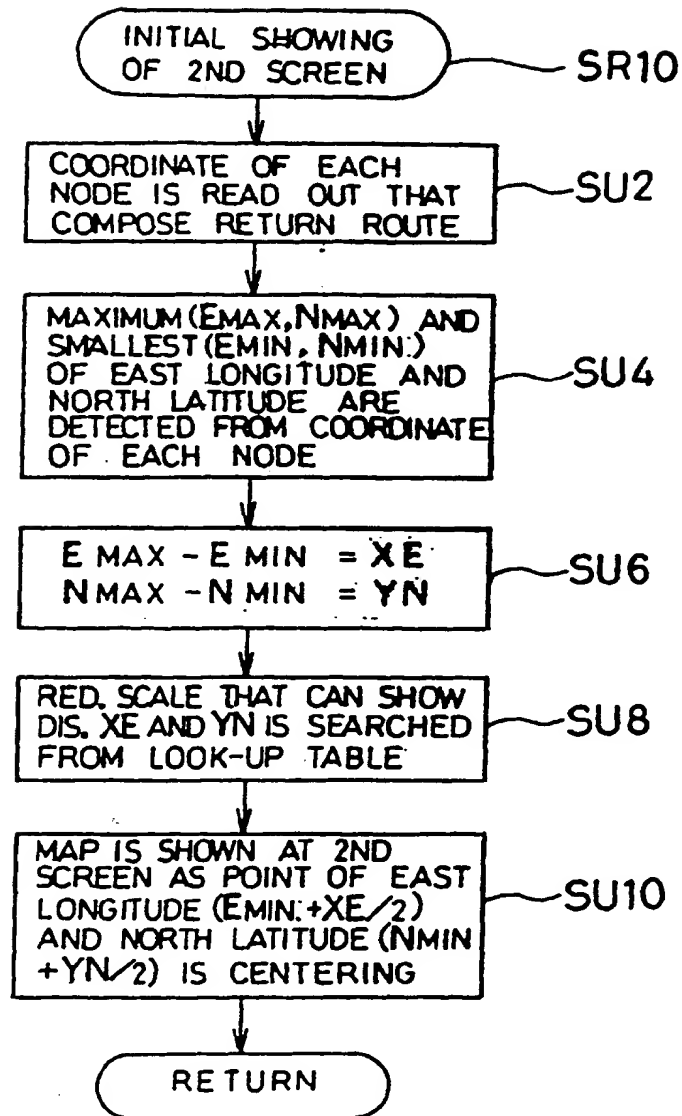 INITIAL SHOWING
OF 2ND SCREEN
SR10
COORDINATE OF EACH
NODE IS READ OUT THAT
COMPOSE RETURN ROUTE
SU2
MAXIMUM (EMAX, NMAX) AND
SMALLEST (EMIN, NMIN:)
OF EAST LONGITUDE AND
NORTH LATITUDE ARE
DETECTED FROM COORDINATE
OF EACH NODE
SU4
EMAX - EMIN = XE
NMAX - NMIN = YN
SU6
RED. SCALE THAT CAN SHOW
DIS. XE AND YN IS SEARCHED
FROM LOOK-UP TABLE
SU8
MAP IS SHOWN AT 2ND
SCREEN AS POINT OF EAST
LONGITUDE (EMIN:+XE/2)
AND NORTH LATITUDE (NMIN
+YN/2) IS CENTERING
SU10
RETURN